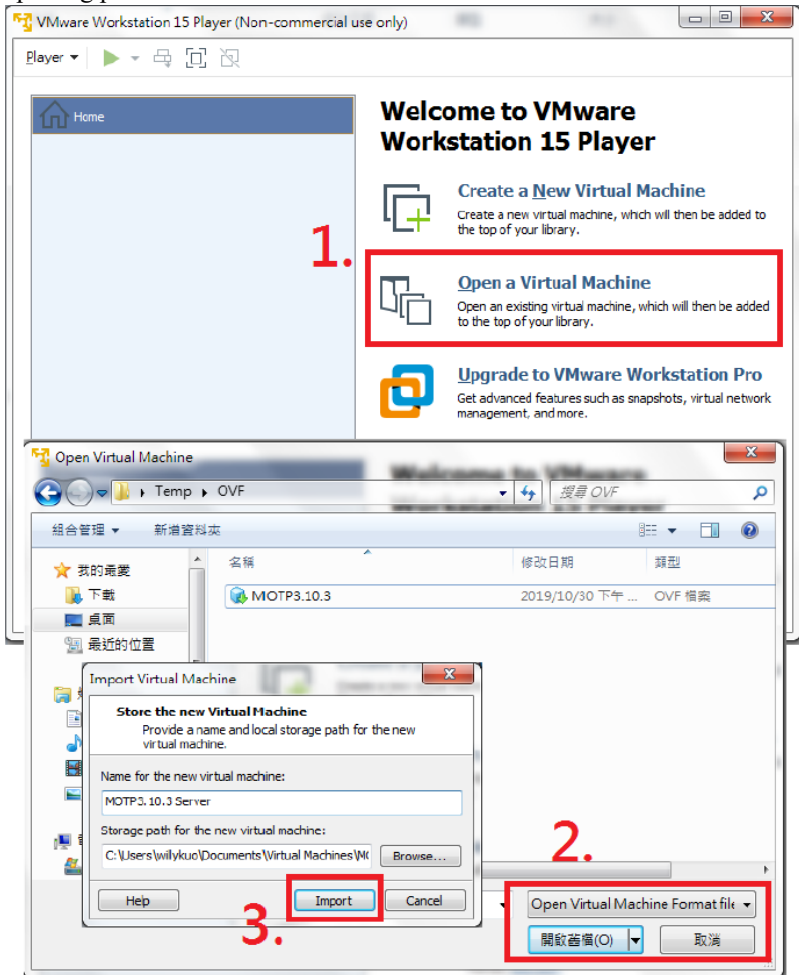 VMware Workstation 15 Player (Non-commercial use only)
Player
Home
Welcome to VMware
Workstation 15 Player
Create a New Virtual Machine
Create a new virtual machine, which will then be added to
the top of your library.
1.
Open a Virtual Machine
Open an existing virtual machine, which will then be added
to the top of your library.
Upgrade to VMware Workstation Pro
Get advanced features such as snapshots, virtual network
management, and more.
Open Virtual Machine
Temp OVF
搜尋 OVF
組合管理 新增資料夾
我的最愛
下載
桌面
最近的位置
名稱 修改日期 類型
MOTP3.10.3 2019/10/30 下午 ... OVF 檔案
Import Virtual Machine
Store the new Virtual Machine
Provide a name and local storage path for the new
virtual machine.
Name for the new virtual machine:
MOTP3.10.3 Server
Storage path for the new virtual machine:
C:\Users\willykuo\Documents\Virtual Machines\MO
Browse...
Help Import Cancel
3.
2.
Open Virtual Machine Format file
開啟舊檔(O) 取消